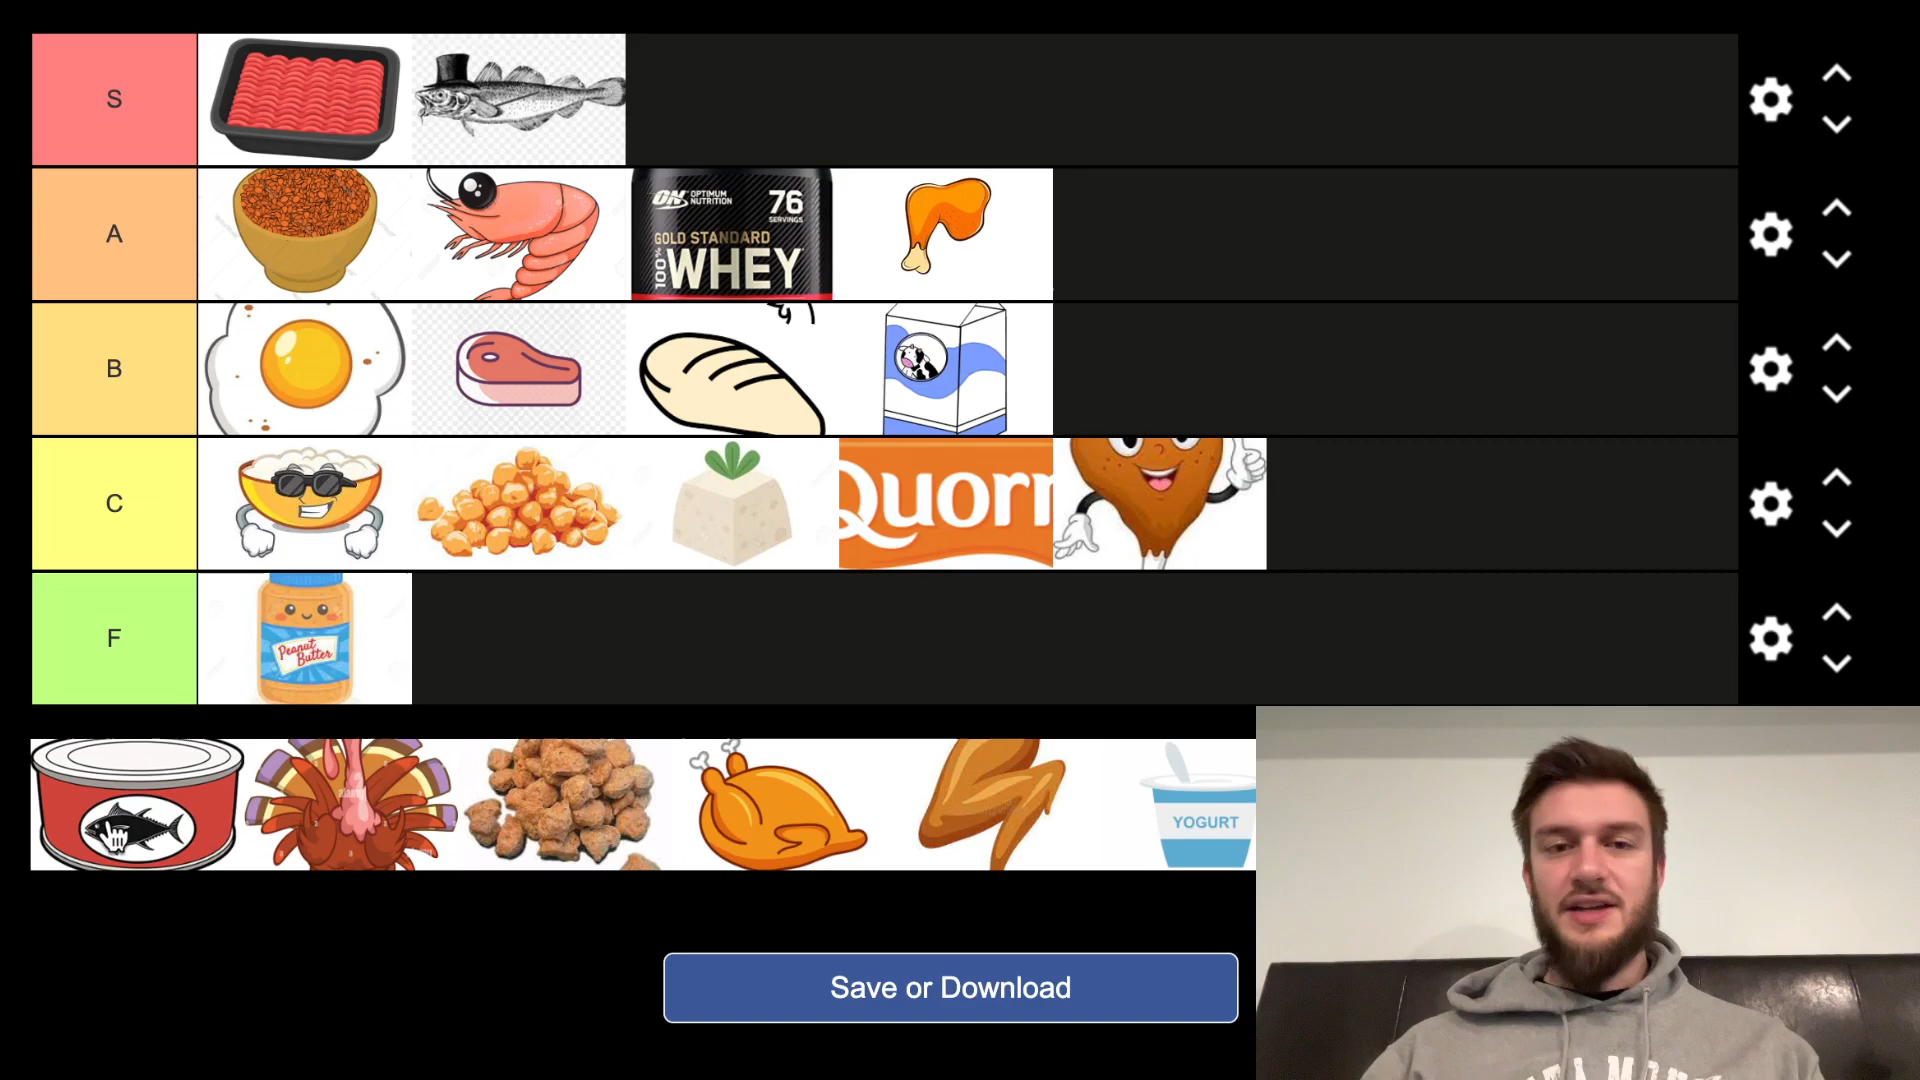 S
A
ON OPTIMUM NUTRITION
76
SERVINGS
GOLD STANDARD
100% WHEY
B
C
Quorn
F
Peanut
Butter
YOGURT
Save or Download